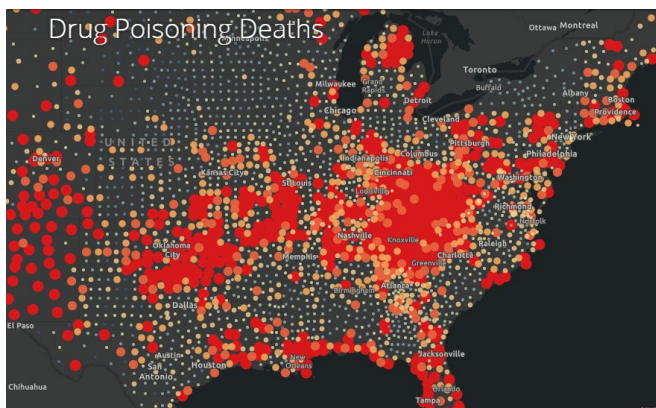 Drug Poisoning Deaths
Ottawa
Montreal
Minneapolis
Lake
Huron
Toronto
Milwaukee
Grand
Rapids
Buffalo
Albany
Detroit
Boston
Chicago
Providence
Cleveland
UNITED
STATES
New York
Pittsburgh
Denver
Indianapolis
Columbus
Philadelphia
Kansas City
Cincinnati
Washington
St Louis
Louisville
Richmond
Norfolk
Nashville
Knoxville
Raleigh
Oklahoma
City
Memphis
Charlotte
Greenville
Atlanta
Birmingham
Dallas
El Paso
Austin
Jacksonville
San
Antonio
Houston
New
Orleans
Orlando
Chihuahua
Tampa